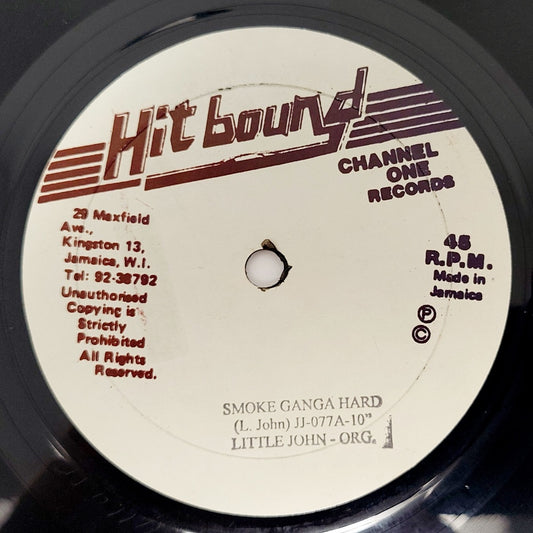 Hit bound
CHANNEL
ONE
RECORDS
29 Maxfield
Ave.,
Kingston 13,
Jamaica, W.I.
Tel: 92-36792
Unauthorised
Copying is
Strictly
Prohibited
All Rights
Reserved.
45
R.P.M.
Made in
Jamaica
Ⓟ
©
SMOKE GANGA HARD
(L. John) JJ-077A-10"
LITTLE JOHN - ORG.